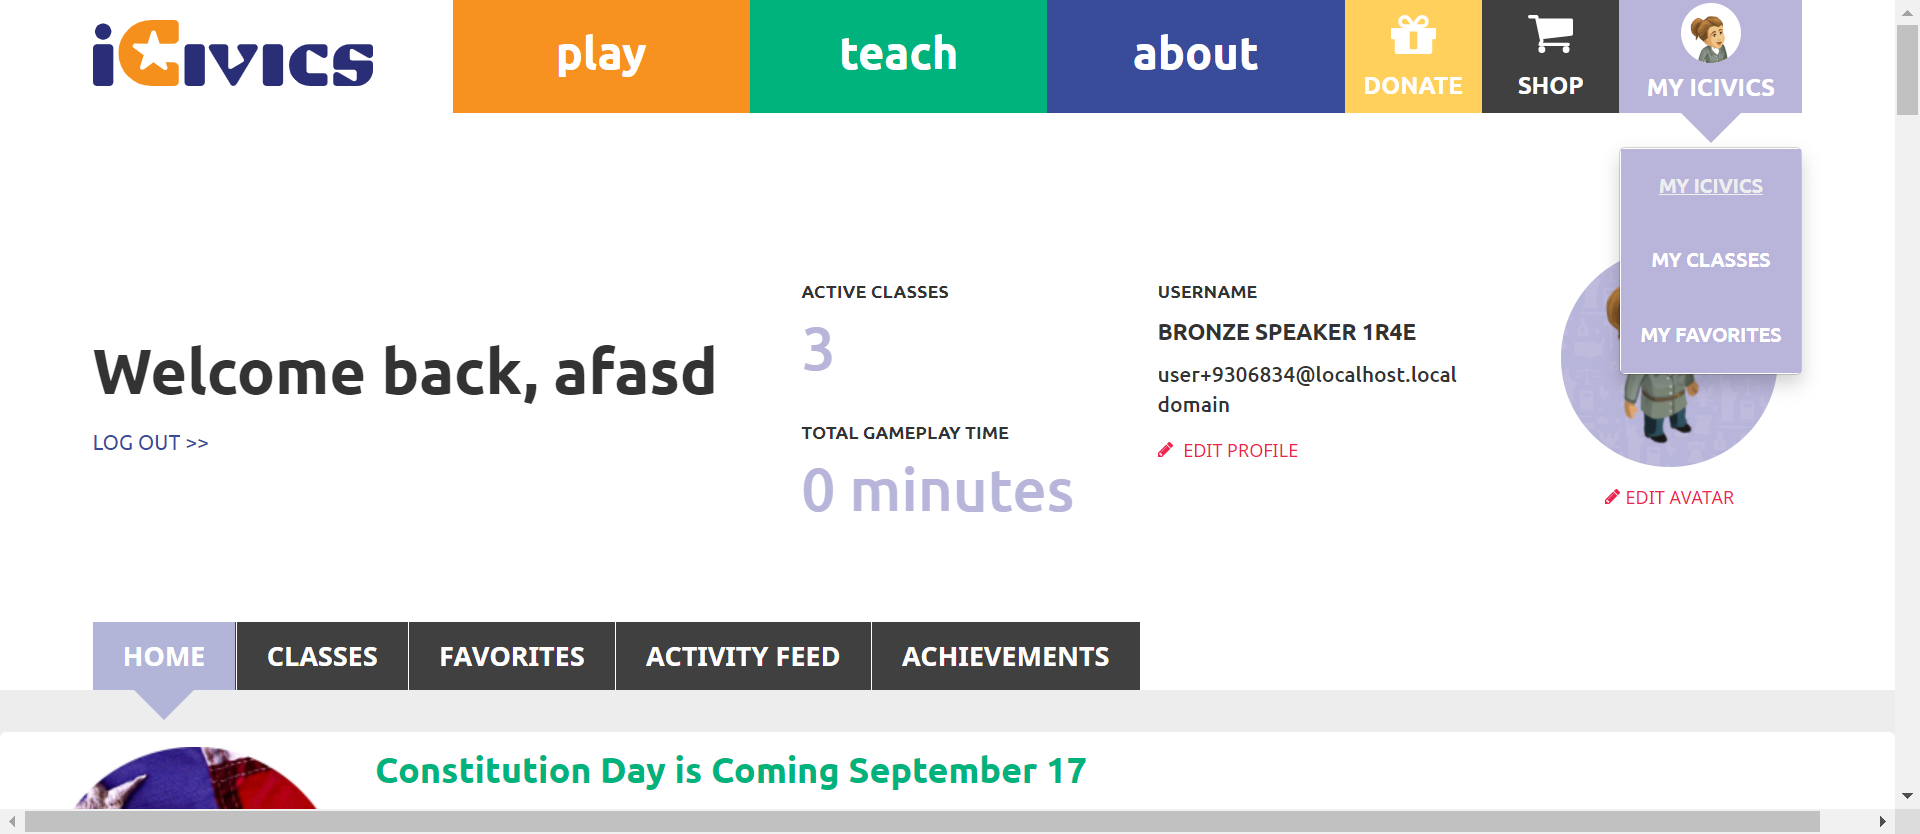 iCivics
play
teach
about
DONATE
SHOP
MY ICIVICS
MY ICIVICS
MY CLASSES
MY FAVORITES
Welcome back, afasd
LOG OUT >>
ACTIVE CLASSES
3
TOTAL GAMEPLAY TIME
0 minutes
USERNAME
BRONZE SPEAKER 1R4E
user+9306834@localhost.local
domain
EDIT PROFILE
EDIT AVATAR
HOME
CLASSES
FAVORITES
ACTIVITY FEED
ACHIEVEMENTS
Constitution Day is Coming September 17